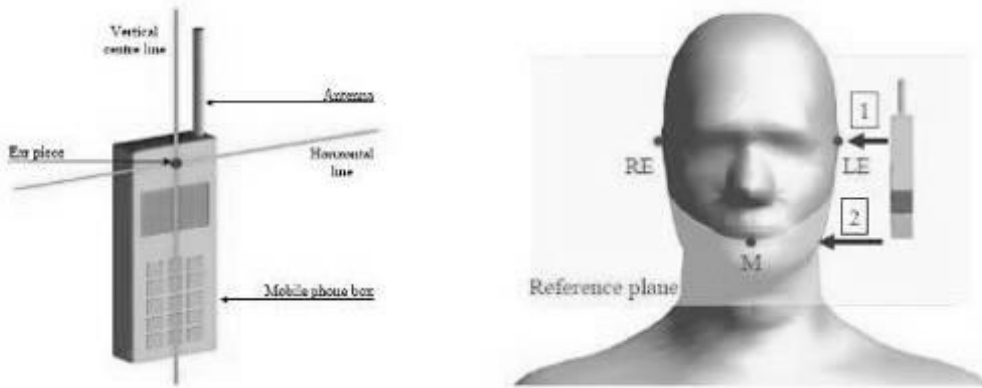 Vertical
centre line
Antenna
Ear piece
Horizontal
line
Mobile phone box
1
RE
LE
2
M
Reference plane